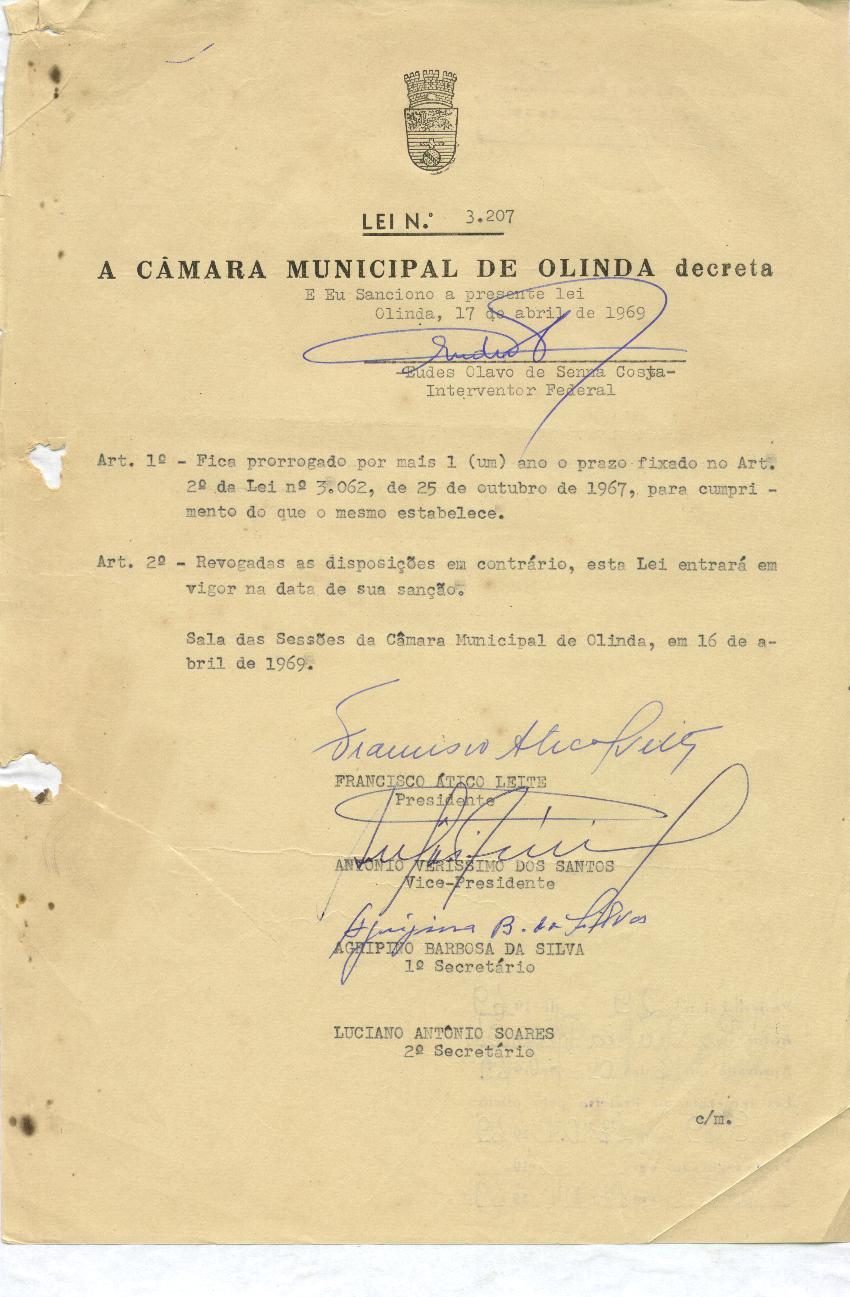 LEI N.º 3.207
A CÂMARA MUNICIPAL DE OLINDA decreta
E Eu Sanciono a presente lei
Olinda, 17 de abril de 1969
-Eudes Olavo de Senna Costa-
Interventor Federal
Art. 1º - Fica prorrogado por mais 1 (um) ano o prazo fixado no Art.
2º da Lei nº 3.062, de 25 de outubro de 1967, para cumpri -
mento do que o mesmo estabelece.
Art. 2º - Revogadas as disposições em contrário, esta Lei entrará em
vigor na data de sua sanção.
Sala das Sessões da Câmara Municipal de Olinda, em 16 de a-
bril de 1969.
Francisco Atico Leite
FRANCISCO ÁTICO LEITE
Presidente
ANTONIO VERISSIMO DOS SANTOS
Vice-Presidente
Agripina B. da Silva
AGRIPINO BARBOSA DA SILVA
1º Secretário
LUCIANO ANTÔNIO SOARES
2º Secretário
c/m.